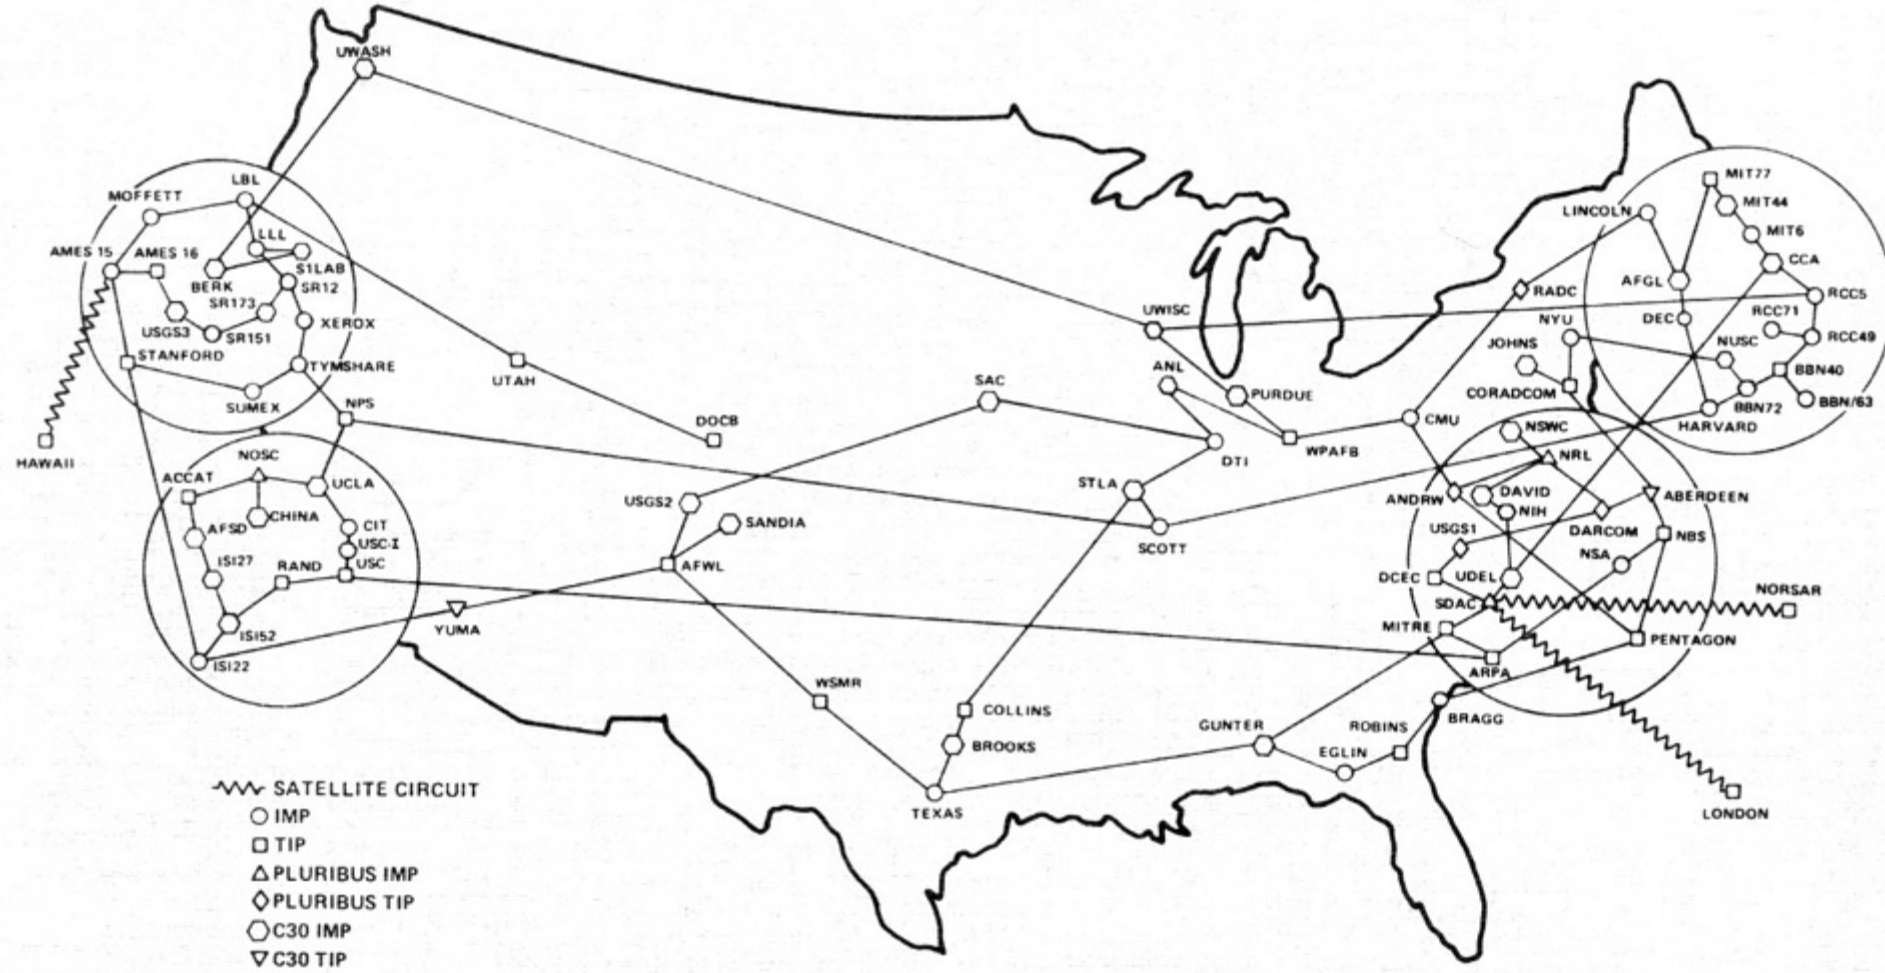 UWASH
MOFFETT
LBL
LLL
AMES 15
AMES 16
S1LAB
BERK
SR12
SR173
USGS3
SR151
XEROX
STANFORD
TYMSHARE
SUMEX
NPS
HAWAII
UTAH
DOCB
NOSC
ACCAT
UCLA
CHINA
AFSD
CIT
USC-I
USC
ISI27
RAND
ISI52
ISI22
YUMA
USGS2
SANDIA
AFWL
WSMR
SAC
UWISC
ANL
PURDUE
DTI
WPAFB
STLA
SCOTT
COLLINS
BROOKS
TEXAS
GUNTER
EGLIN
ROBINS
BRAGG
CMU
RADC
LINCOLN
MIT77
MIT44
MIT6
CCA
AFGL
RCC5
DEC
RCC71
RCC49
NYU
NUSC
JOHNS
BBN40
CORADCOM
BBN72
BBN/63
HARVARD
NSWC
NRL
ANDRW
DAVID
ABERDEEN
NIH
DARCOM
USGS1
NBS
NSA
DCEC
UDEL
SDAC
NORSAR
MITRE
PENTAGON
ARPA
LONDON
SATELLITE CIRCUIT
IMP
TIP
PLURIBUS IMP
PLURIBUS TIP
C30 IMP
C30 TIP